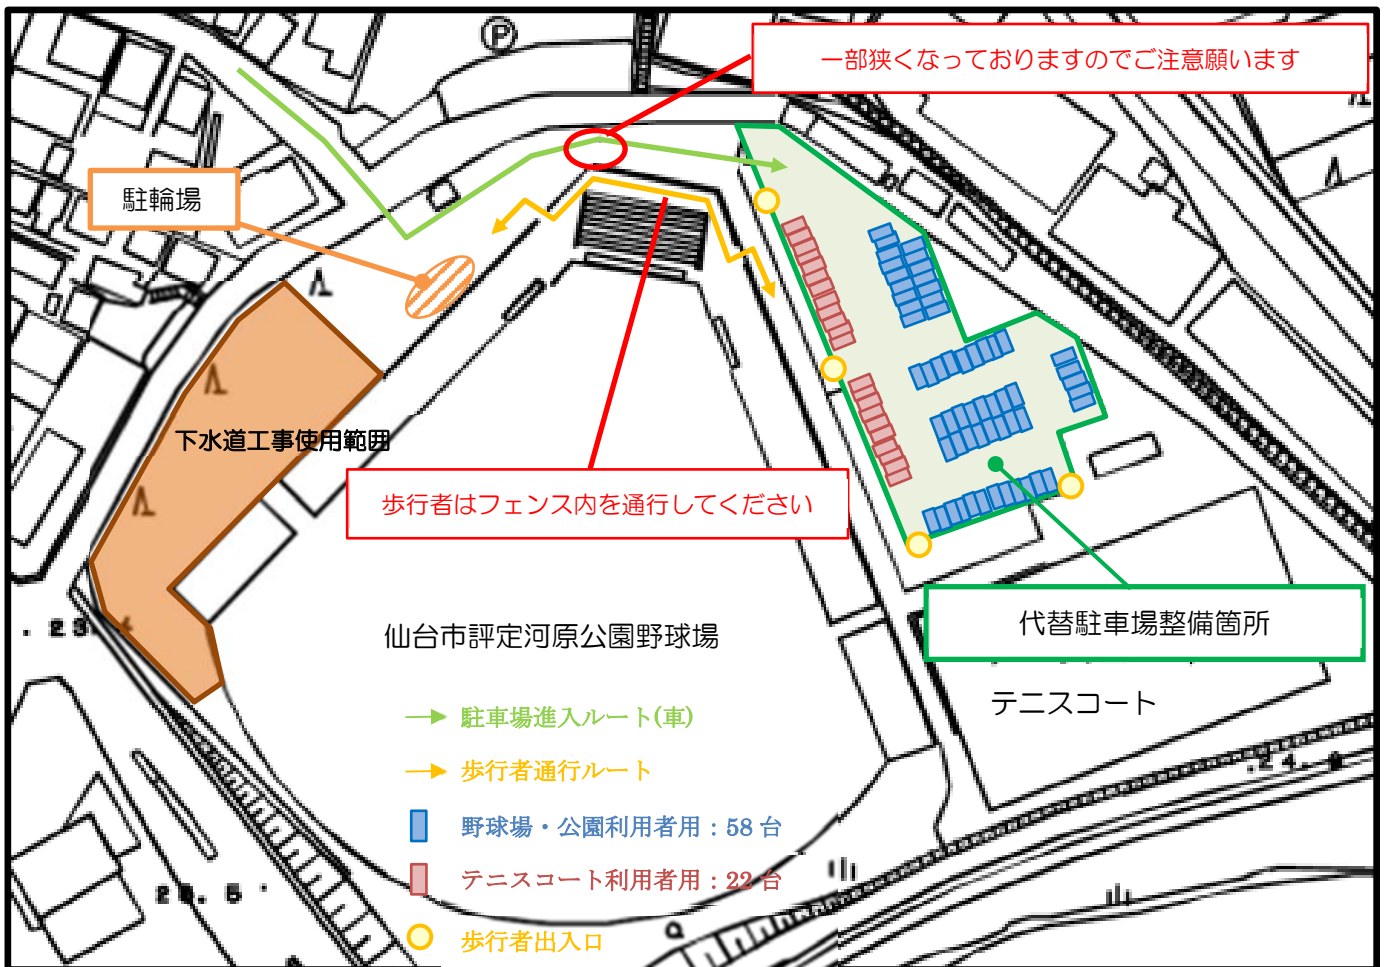 Ⓟ
一部狭くなっておりますのでご注意願います
駐輪場
下水道工事使用範囲
歩行者はフェンス内を通行してください
代替駐車場整備箇所
仙台市評定河原公園野球場
テニスコート
駐車場進入ルート(車)
歩行者通行ルート
野球場・公園利用者用：58台
テニスコート利用者用：22台
歩行者出入口